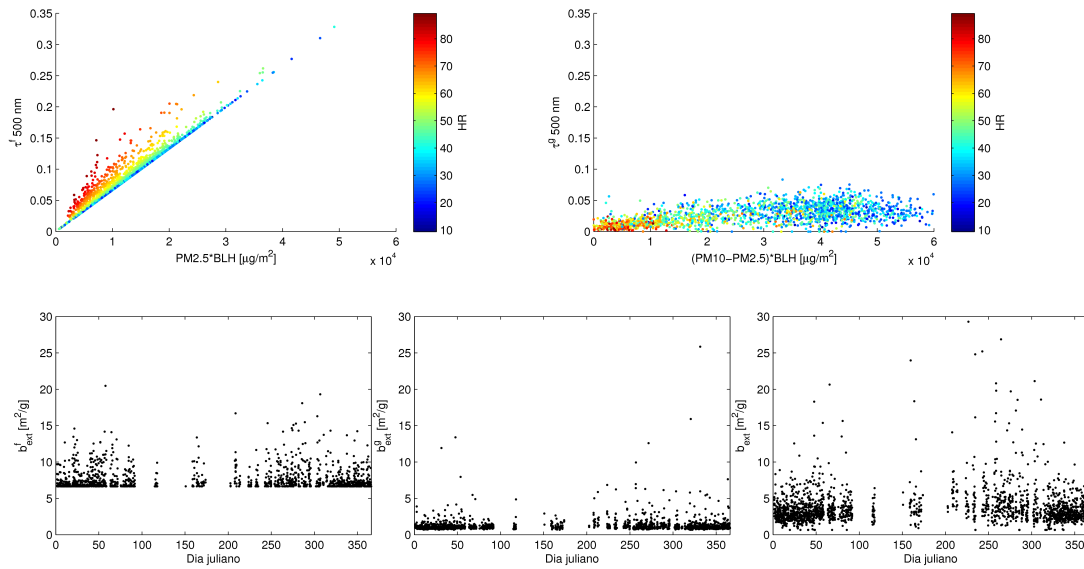 0.35
0.3
0.25
0.2
0.15
0.1
0.05
0
τf 500 nm
0 1 2 3 4 5 6
x 10^4
PM2.5*BLH [μg/m²]
80
70
60
50
40
30
20
10
HR
0.35
0.3
0.25
0.2
0.15
0.1
0.05
0
τg 500 nm
0 1 2 3 4 5 6
x 10^4
(PM10−PM2.5)*BLH [μg/m²]
80
70
60
50
40
30
20
10
HR
30
25
20
15
10
5
0
b^f_ext [m²/g]
0 50 100 150 200 250 300 350
Dia juliano
30
25
20
15
10
5
0
b^g_ext [m²/g]
0 50 100 150 200 250 300 350
Dia juliano
30
25
20
15
10
5
0
b_ext [m²/g]
0 50 100 150 200 250 300 350
Dia juliano